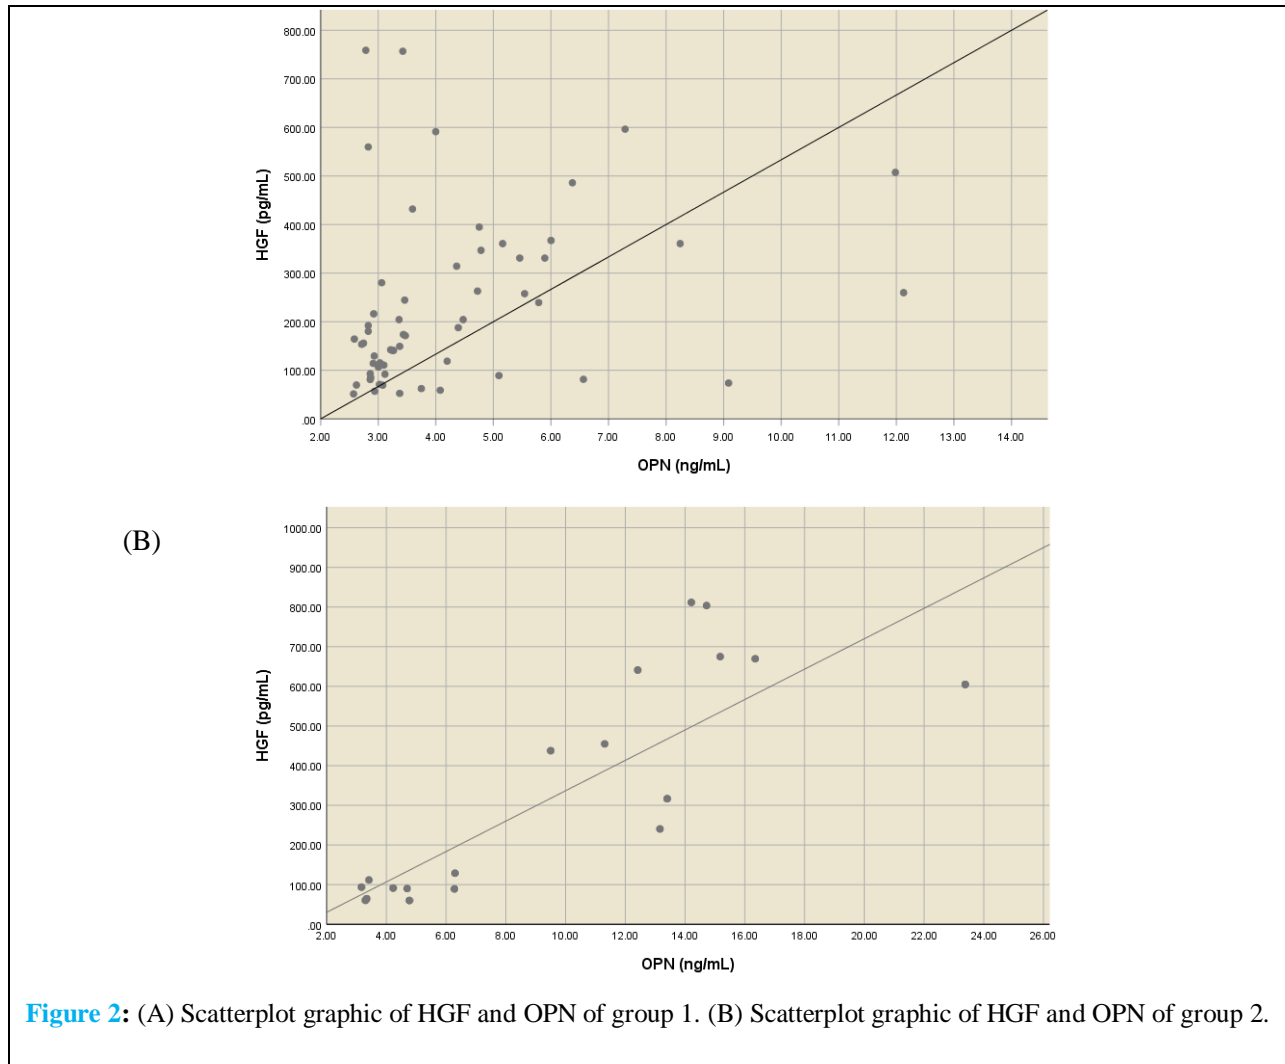 800.00
700.00
600.00
500.00
400.00
300.00
200.00
100.00
.00
HGF (pg/mL)
2.00 3.00 4.00 5.00 6.00 7.00 8.00 9.00 10.00 11.00 12.00 13.00 14.00
OPN (ng/mL)
(B)
1000.00
900.00
800.00
700.00
600.00
500.00
400.00
300.00
200.00
100.00
.00
HGF (pg/mL)
2.00 4.00 6.00 8.00 10.00 12.00 14.00 16.00 18.00 20.00 22.00 24.00 26.00
OPN (ng/mL)
Figure 2: (A) Scatterplot graphic of HGF and OPN of group 1. (B) Scatterplot graphic of HGF and OPN of group 2.